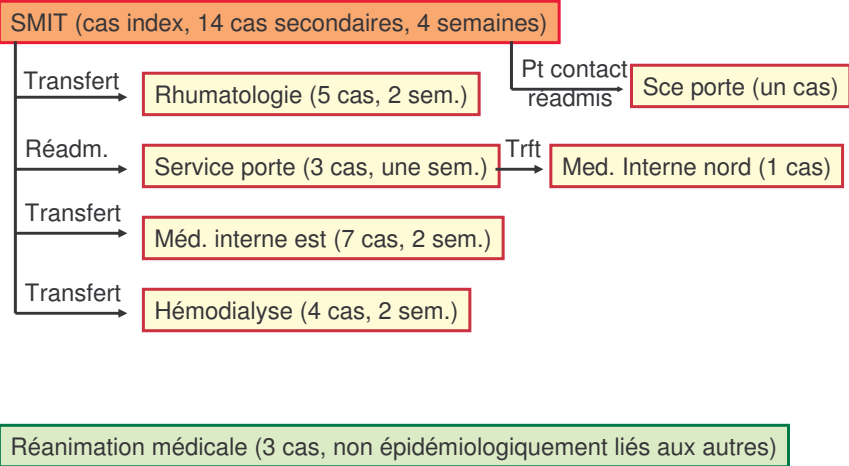 SMIT (cas index, 14 cas secondaires, 4 semaines)
Transfert
Rhumatologie (5 cas, 2 sem.)
Pt contact
réadmis
Sce porte (un cas)
Réadm.
Service porte (3 cas, une sem.)
Trft
Med. Interne nord (1 cas)
Transfert
Méd. interne est (7 cas, 2 sem.)
Transfert
Hémodialyse (4 cas, 2 sem.)
Réanimation médicale (3 cas, non épidémiologiquement liés aux autres)